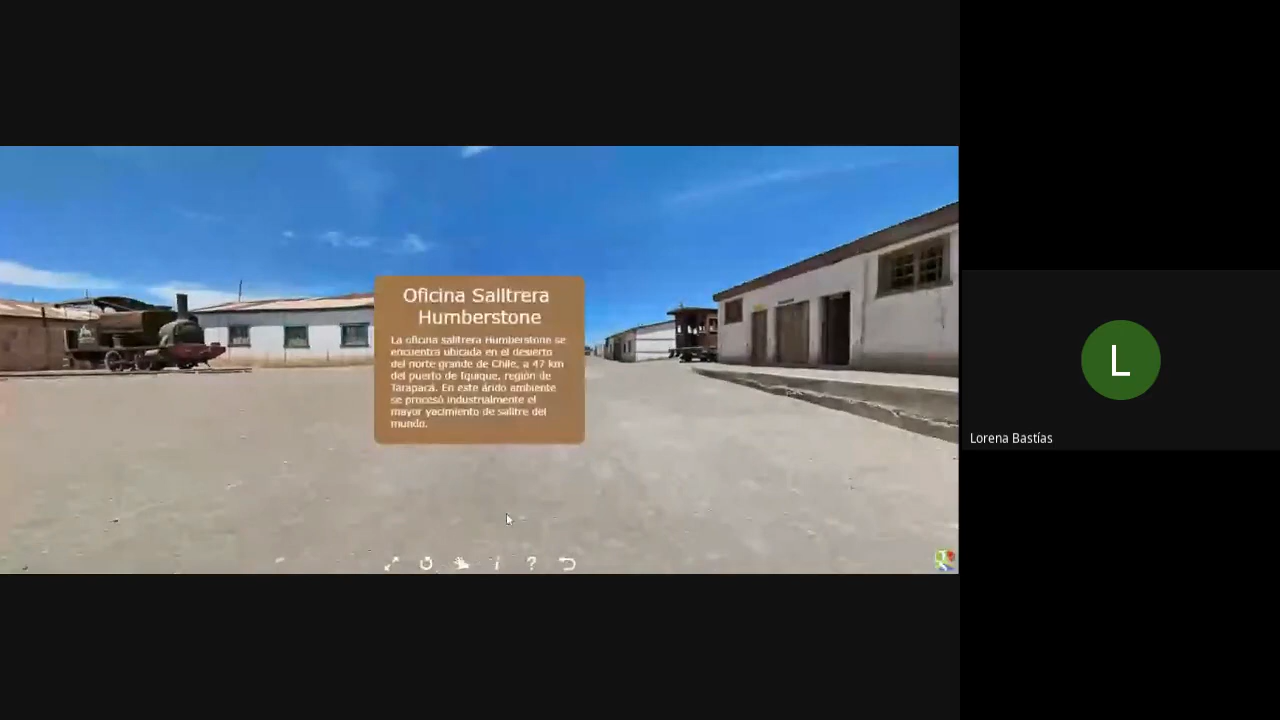 Oficina Salitrera
Humberstone
La oficina salitrera Humberstone se
encuentra ubicada en el desierto
del norte grande de Chile, a 47 km
del puerto de Iquique, región de
Tarapacá. En este árido ambiente
se procesó industrialmente el
mayor yacimiento de salitre del
mundo.
i
?
L
Lorena Bastías